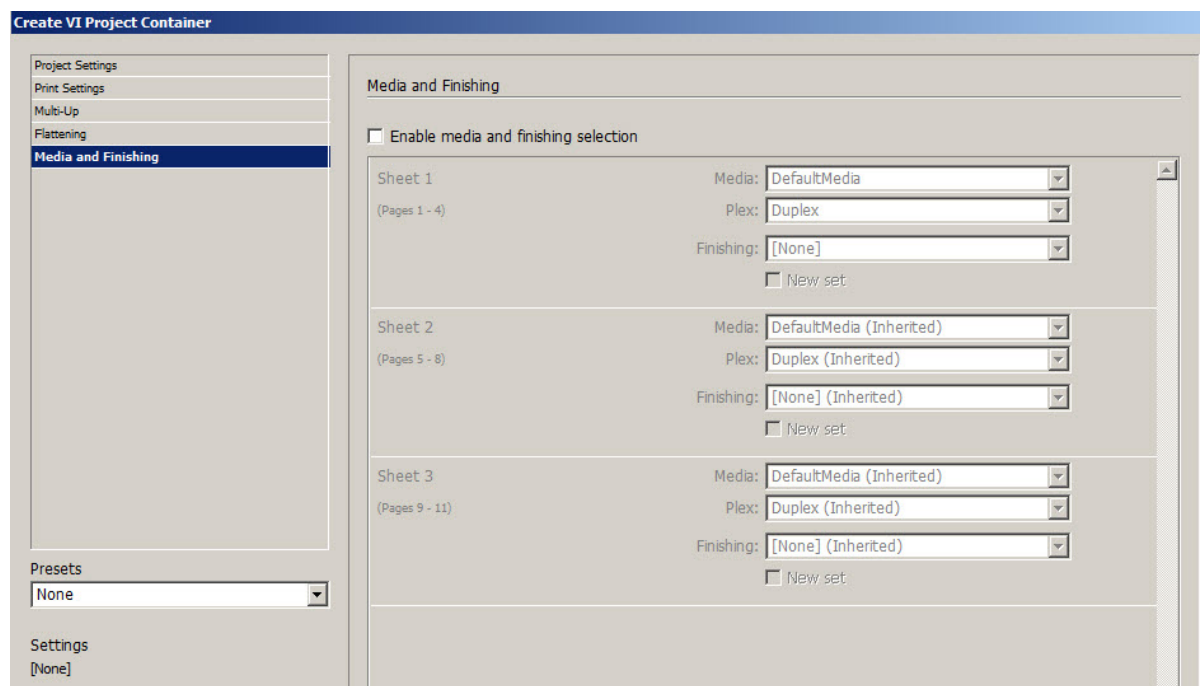 Create VI Project Container
Project Settings
Print Settings
Multi-Up
Flattening
Media and Finishing
Presets
None
Settings
[None]
Media and Finishing
Enable media and finishing selection
Sheet 1 Media: DefaultMedia
(Pages 1 - 4) Plex: Duplex
Finishing: [None]
New set
Sheet 2 Media: DefaultMedia (Inherited)
(Pages 5 - 8) Plex: Duplex (Inherited)
Finishing: [None] (Inherited)
New set
Sheet 3 Media: DefaultMedia (Inherited)
(Pages 9 - 11) Plex: Duplex (Inherited)
Finishing: [None] (Inherited)
New set